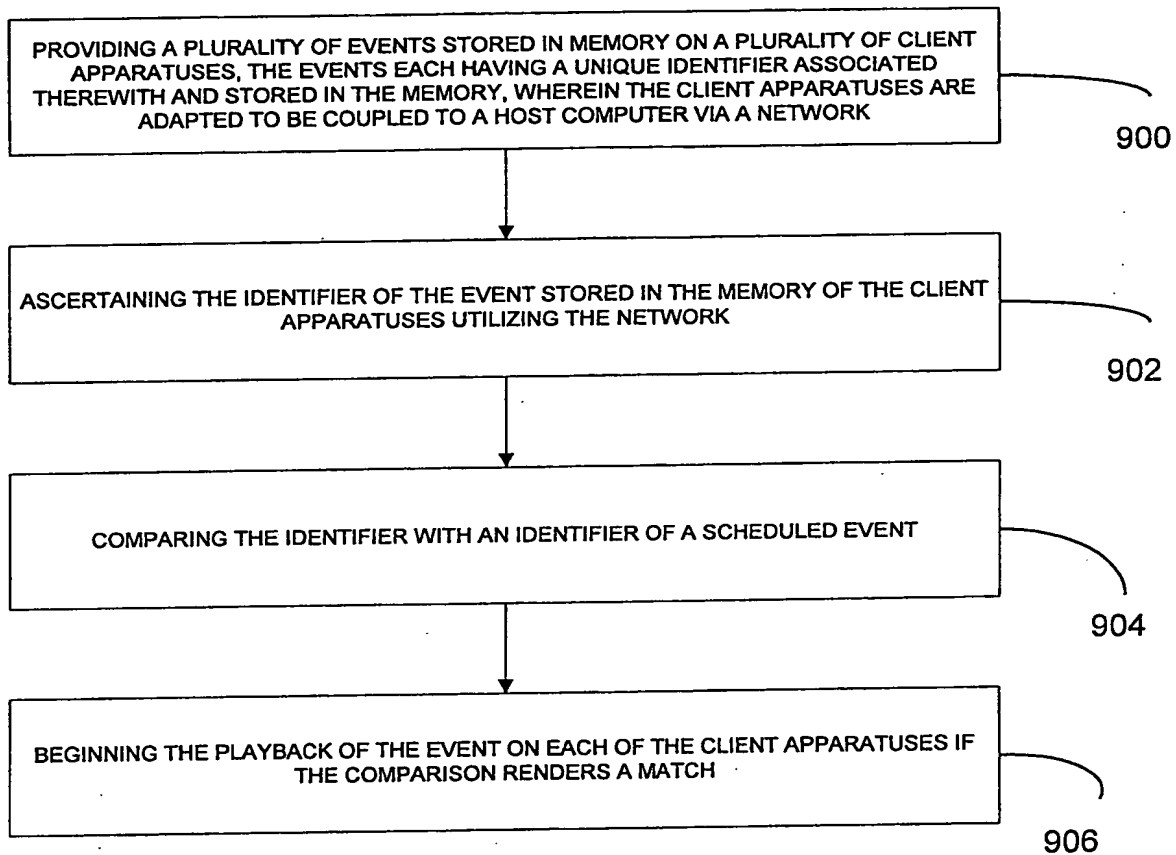 PROVIDING A PLURALITY OF EVENTS STORED IN MEMORY ON A PLURALITY OF CLIENT
APPARATUSES, THE EVENTS EACH HAVING A UNIQUE IDENTIFIER ASSOCIATED
THEREWITH AND STORED IN THE MEMORY, WHEREIN THE CLIENT APPARATUSES ARE
ADAPTED TO BE COUPLED TO A HOST COMPUTER VIA A NETWORK
900
ASCERTAINING THE IDENTIFIER OF THE EVENT STORED IN THE MEMORY OF THE CLIENT
APPARATUSES UTILIZING THE NETWORK
902
COMPARING THE IDENTIFIER WITH AN IDENTIFIER OF A SCHEDULED EVENT
904
BEGINNING THE PLAYBACK OF THE EVENT ON EACH OF THE CLIENT APPARATUSES IF
THE COMPARISON RENDERS A MATCH
906